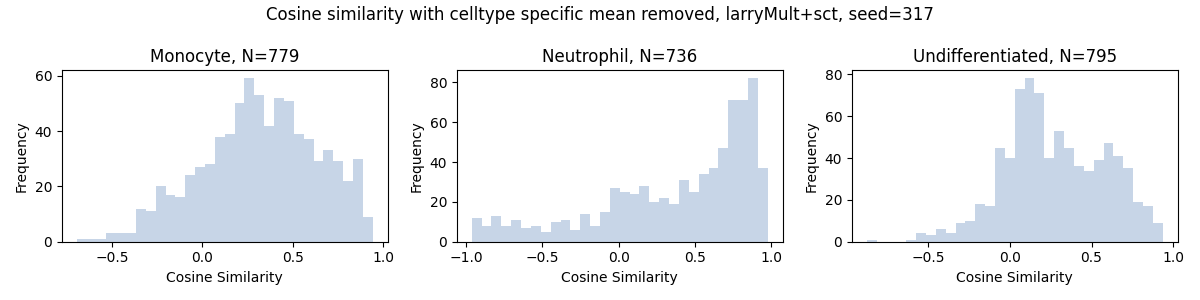 Cosine similarity with celltype specific mean removed, larryMult+sct, seed=317
Monocyte, N=779
Frequency
60
40
20
0
−0.5 0.0 0.5 1.0
Cosine Similarity
Neutrophil, N=736
Frequency
80
60
40
20
0
−1.0 −0.5 0.0 0.5 1.0
Cosine Similarity
Undifferentiated, N=795
Frequency
80
60
40
20
0
−0.5 0.0 0.5 1.0
Cosine Similarity